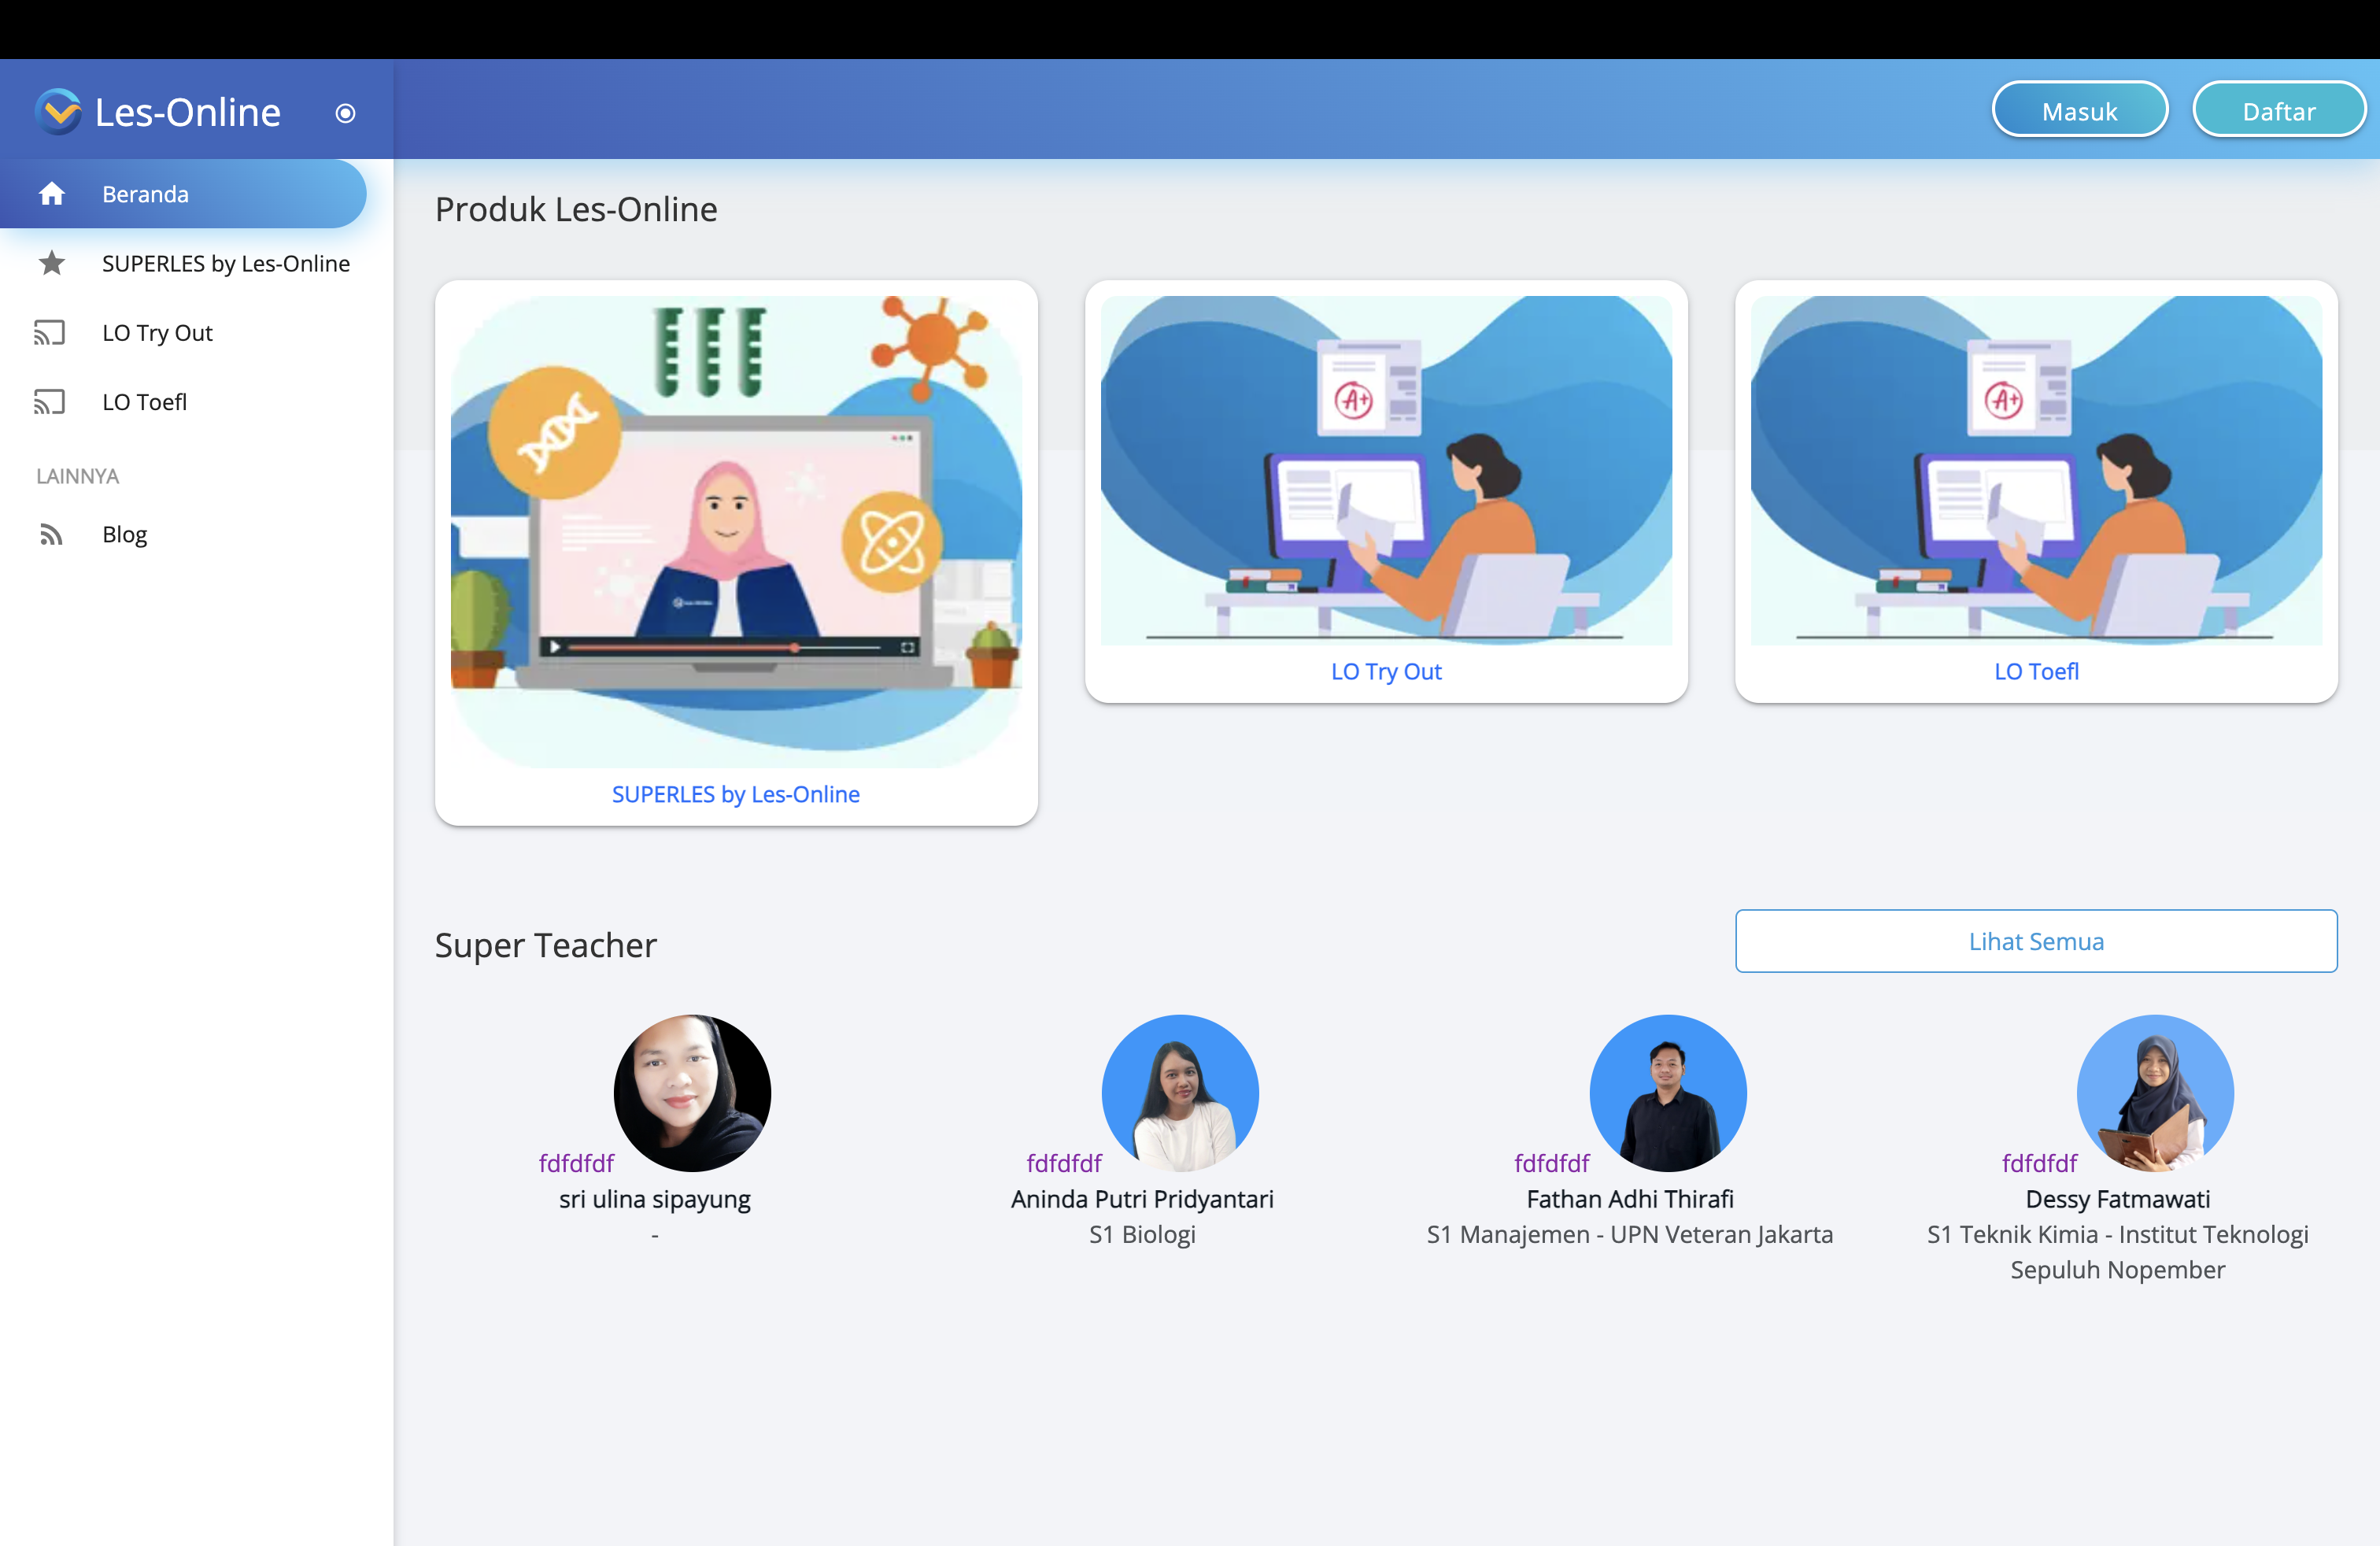 Les-Online
Masuk
Daftar
Beranda
SUPERLES by Les-Online
LO Try Out
LO Toefl
LAINNYA
Blog
Produk Les-Online
A+
A+
SUPERLES by Les-Online
LO Try Out
LO Toefl
Super Teacher
Lihat Semua
fdfdfdf
sri ulina sipayung
-
fdfdfdf
Aninda Putri Pridyantari
S1 Biologi
fdfdfdf
Fathan Adhi Thirafi
S1 Manajemen - UPN Veteran Jakarta
fdfdfdf
Dessy Fatmawati
S1 Teknik Kimia - Institut Teknologi
Sepuluh Nopember